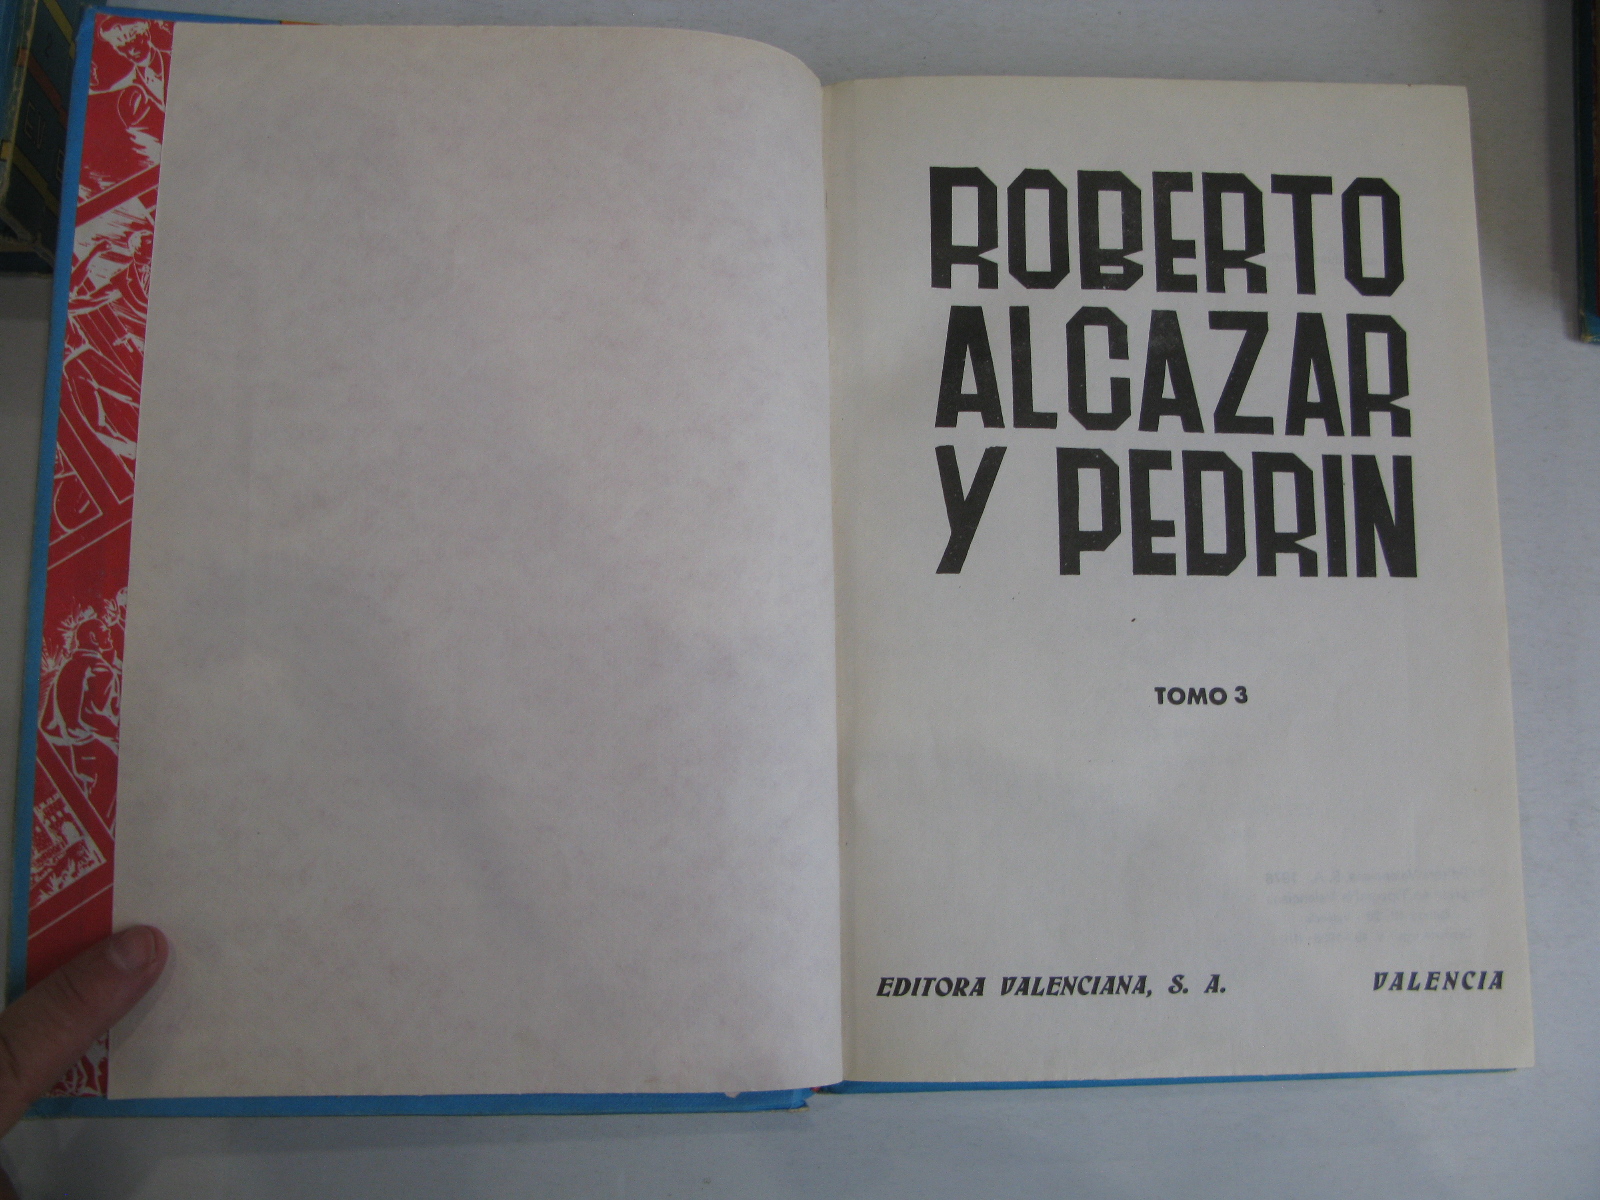 ROBERTO
ALCAZAR
Y PEDRIN
TOMO 3
EDITORA VALENCIANA, S. A. VALENCIA